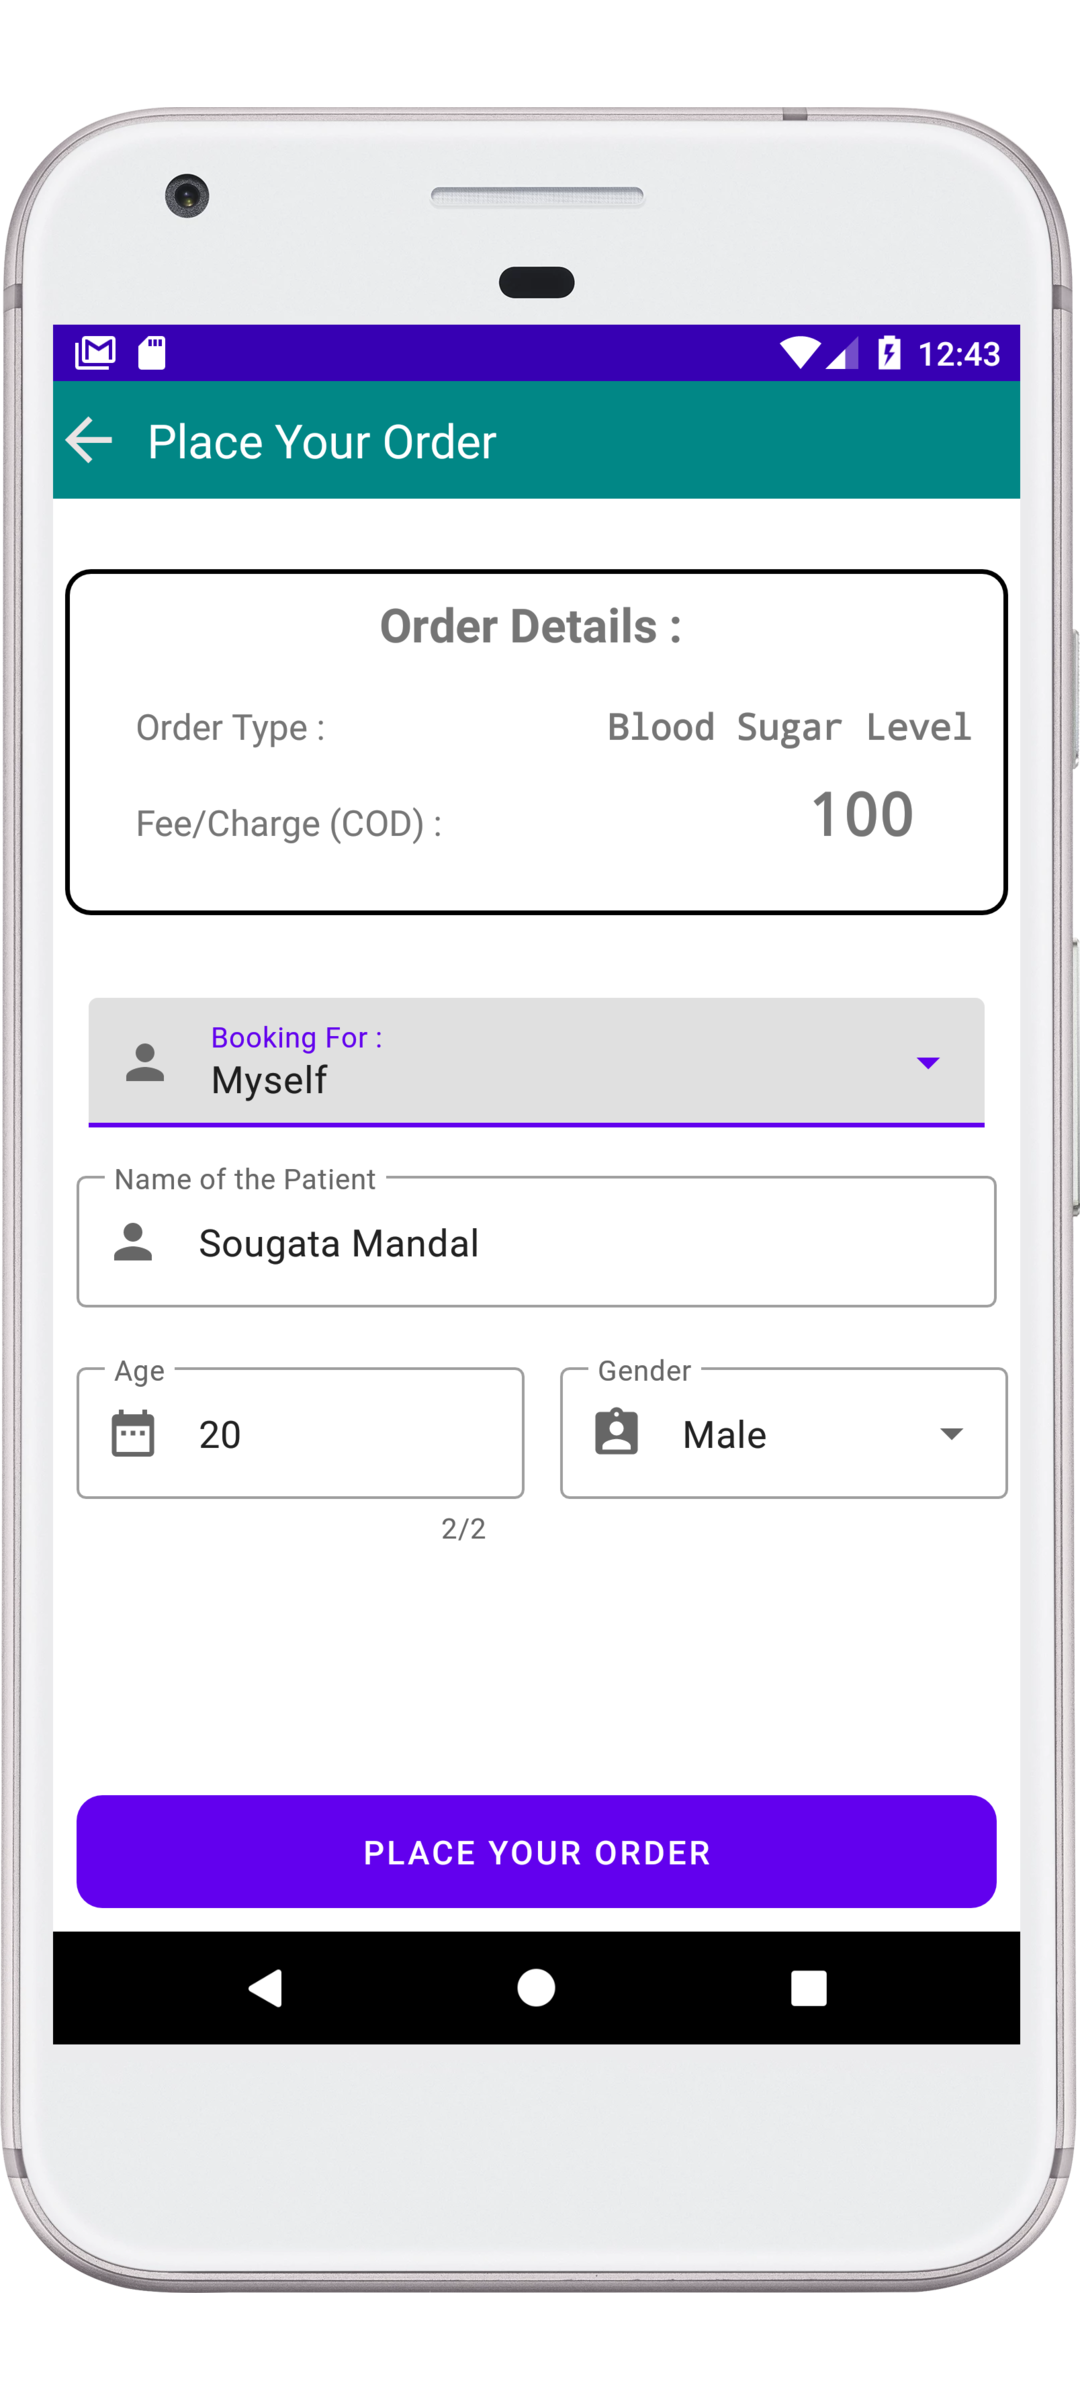 12:43
Place Your Order
Order Details :
Order Type : Blood Sugar Level
Fee/Charge (COD) : 100
Booking For :
Myself
Name of the Patient
Sougata Mandal
Age Gender
20 Male
2/2
PLACE YOUR ORDER